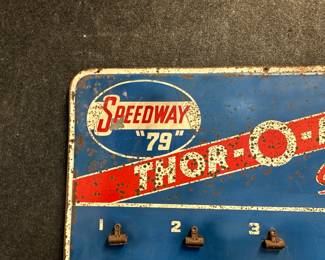 SPEEDWAY
"79"
THOR-O-
1 2 3